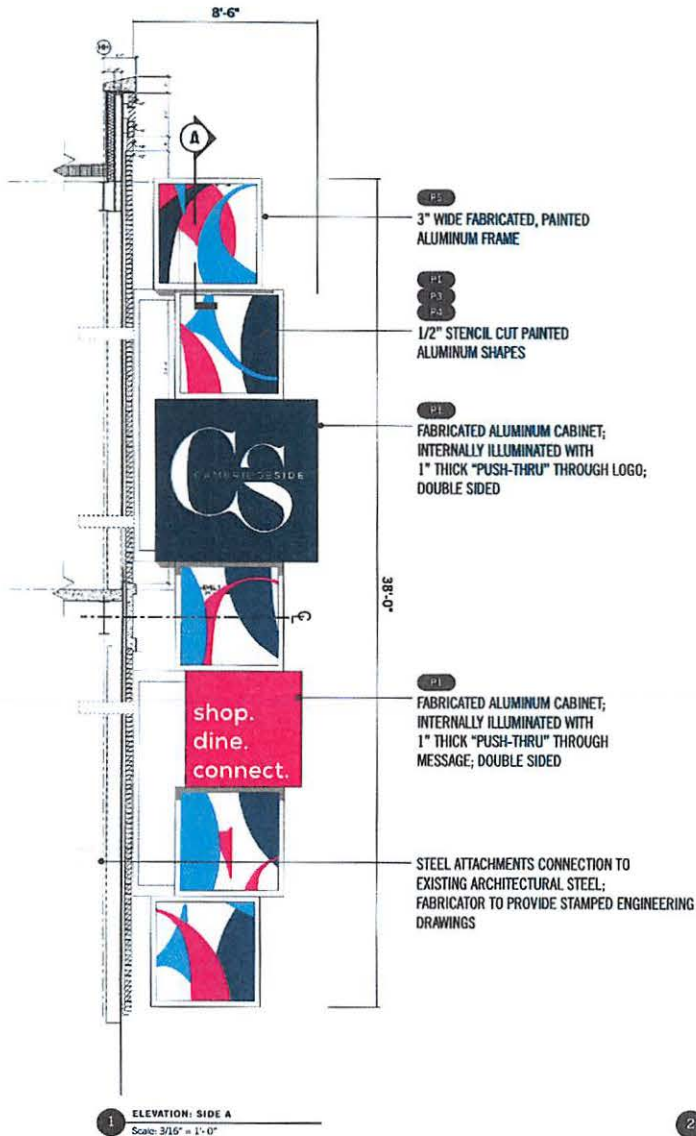 8'-6"
A
P5
3" WIDE FABRICATED, PAINTED
ALUMINUM FRAME
P1
P3
P4
1/2" STENCIL CUT PAINTED
ALUMINUM SHAPES
P1
FABRICATED ALUMINUM CABINET;
INTERNALLY ILLUMINATED WITH
1" THICK "PUSH-THRU" THROUGH LOGO;
DOUBLE SIDED
CS
CAMBRIDGESIDE
38'-0"
P1
FABRICATED ALUMINUM CABINET;
INTERNALLY ILLUMINATED WITH
1" THICK "PUSH-THRU" THROUGH
MESSAGE; DOUBLE SIDED
shop.
dine.
connect.
STEEL ATTACHMENTS CONNECTION TO
EXISTING ARCHITECTURAL STEEL;
FABRICATOR TO PROVIDE STAMPED ENGINEERING
DRAWINGS
1
ELEVATION: SIDE A
Scale: 3/16" = 1'-0"
2